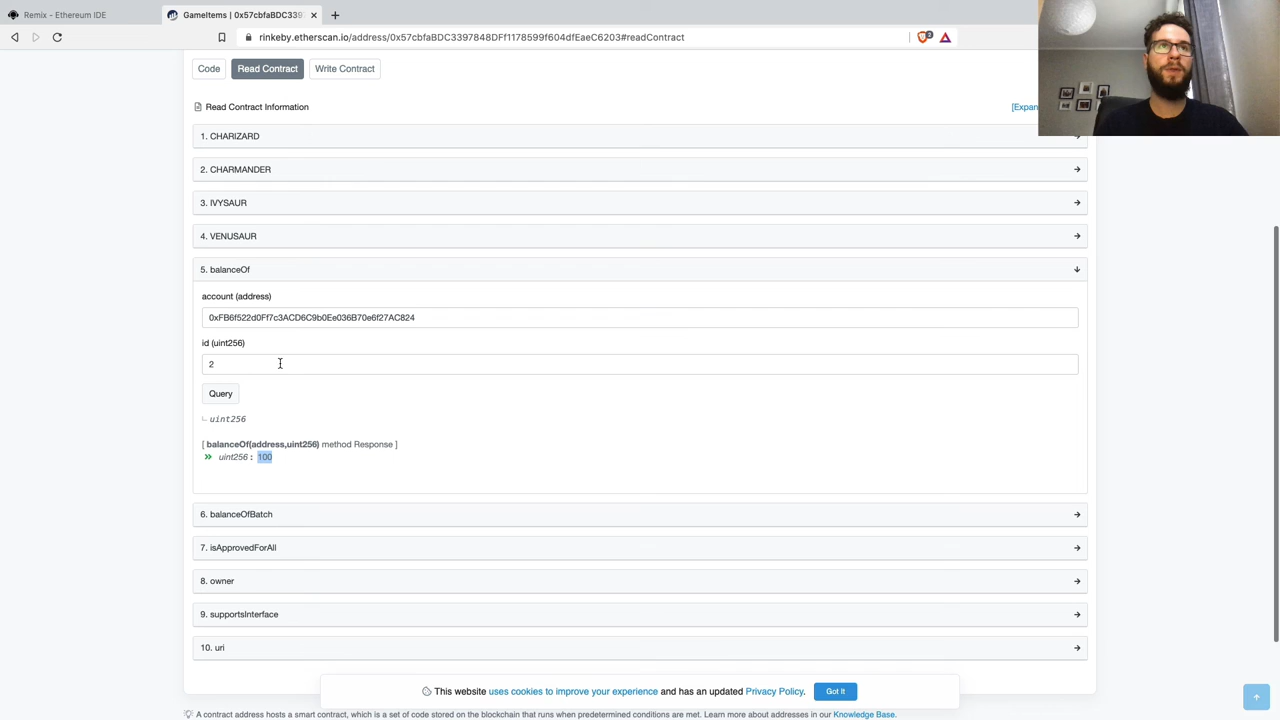 Remix - Ethereum IDE
GameItems | 0x57cbfaBDC339
rinkeby.etherscan.io/address/0x57cbfaBDC3397848DFf1178599f604dfEaeC6203#readContract
3
Code
Read Contract
Write Contract
Read Contract Information
[Expan
1. CHARIZARD
2. CHARMANDER
3. IVYSAUR
4. VENUSAUR
5. balanceOf
account (address)
0xFB6f522d0Ff7c3ACD6C9b0Ee036B70e6f27AC824
id (uint256)
2
Query
uint256
[ balanceOf(address,uint256) method Response ]
uint256 : 100
6. balanceOfBatch
7. isApprovedForAll
8. owner
9. supportsInterface
10. uri
This website uses cookies to improve your experience and has an updated Privacy Policy.
Got It
A contract address hosts a smart contract, which is a set of code stored on the blockchain that runs when predetermined conditions are met. Learn more about addresses in our Knowledge Base.